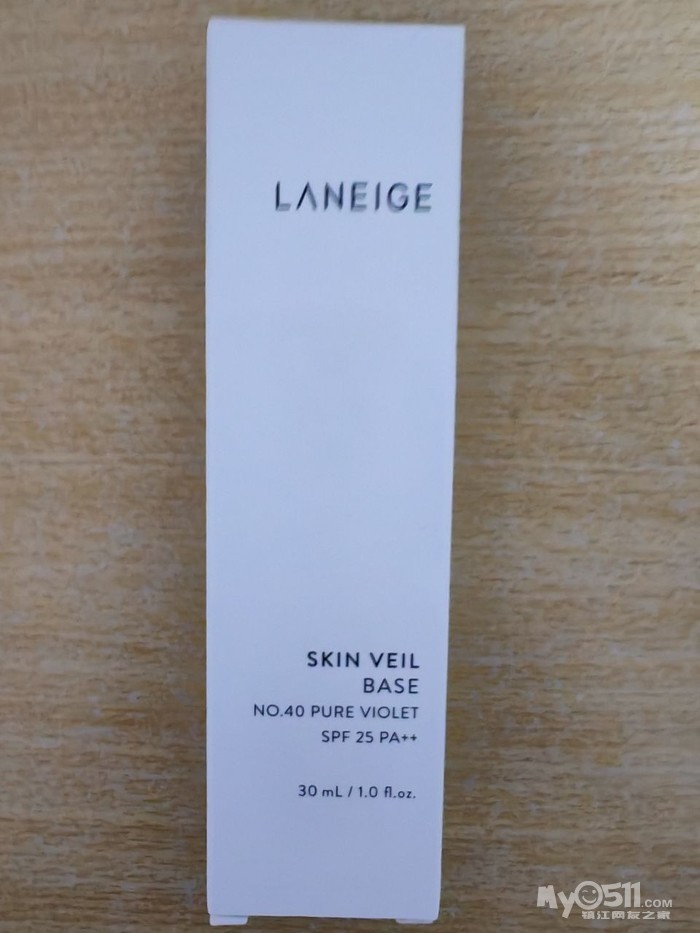 LANEIGE
SKIN VEIL
BASE
NO.40 PURE VIOLET
SPF 25 PA++
30 mL / 1.0 fl.oz.
My0511.com
镇江网友之家